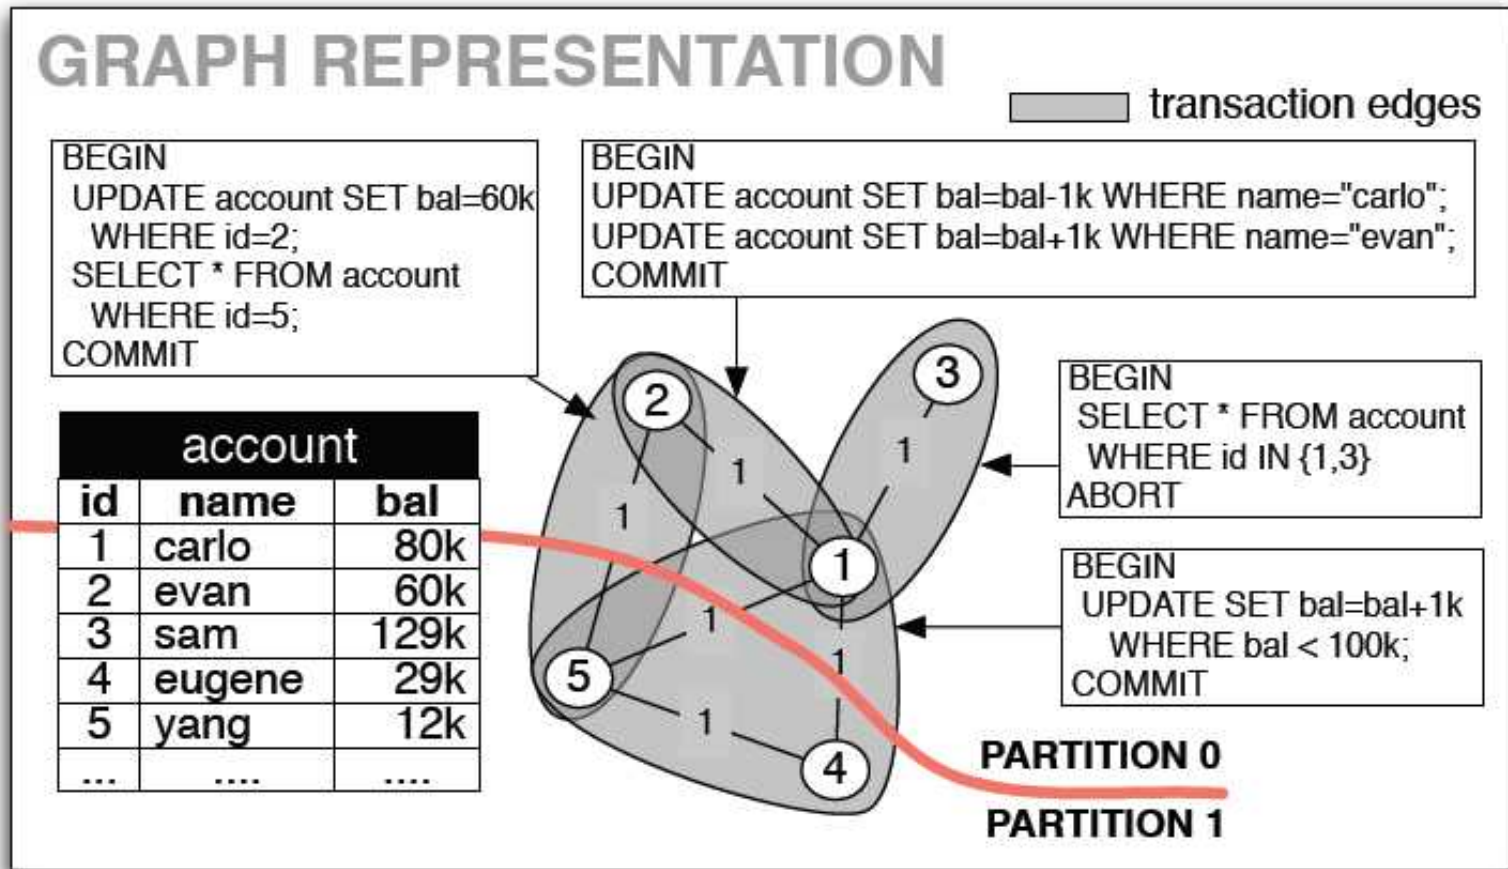 GRAPH REPRESENTATION
transaction edges
BEGIN
UPDATE account SET bal=60k
WHERE id=2;
SELECT * FROM account
WHERE id=5;
COMMIT
BEGIN
UPDATE account SET bal=bal-1k WHERE name="carlo";
UPDATE account SET bal=bal+1k WHERE name="evan";
COMMIT
BEGIN
SELECT * FROM account
WHERE id IN {1,3}
ABORT
BEGIN
UPDATE SET bal=bal+1k
WHERE bal < 100k;
COMMIT
account
id name bal
1 carlo 80k
2 evan 60k
3 sam 129k
4 eugene 29k
5 yang 12k
... .... ....
3
2
1
1
1
1
1
1
5
1
1
4
PARTITION 0
PARTITION 1